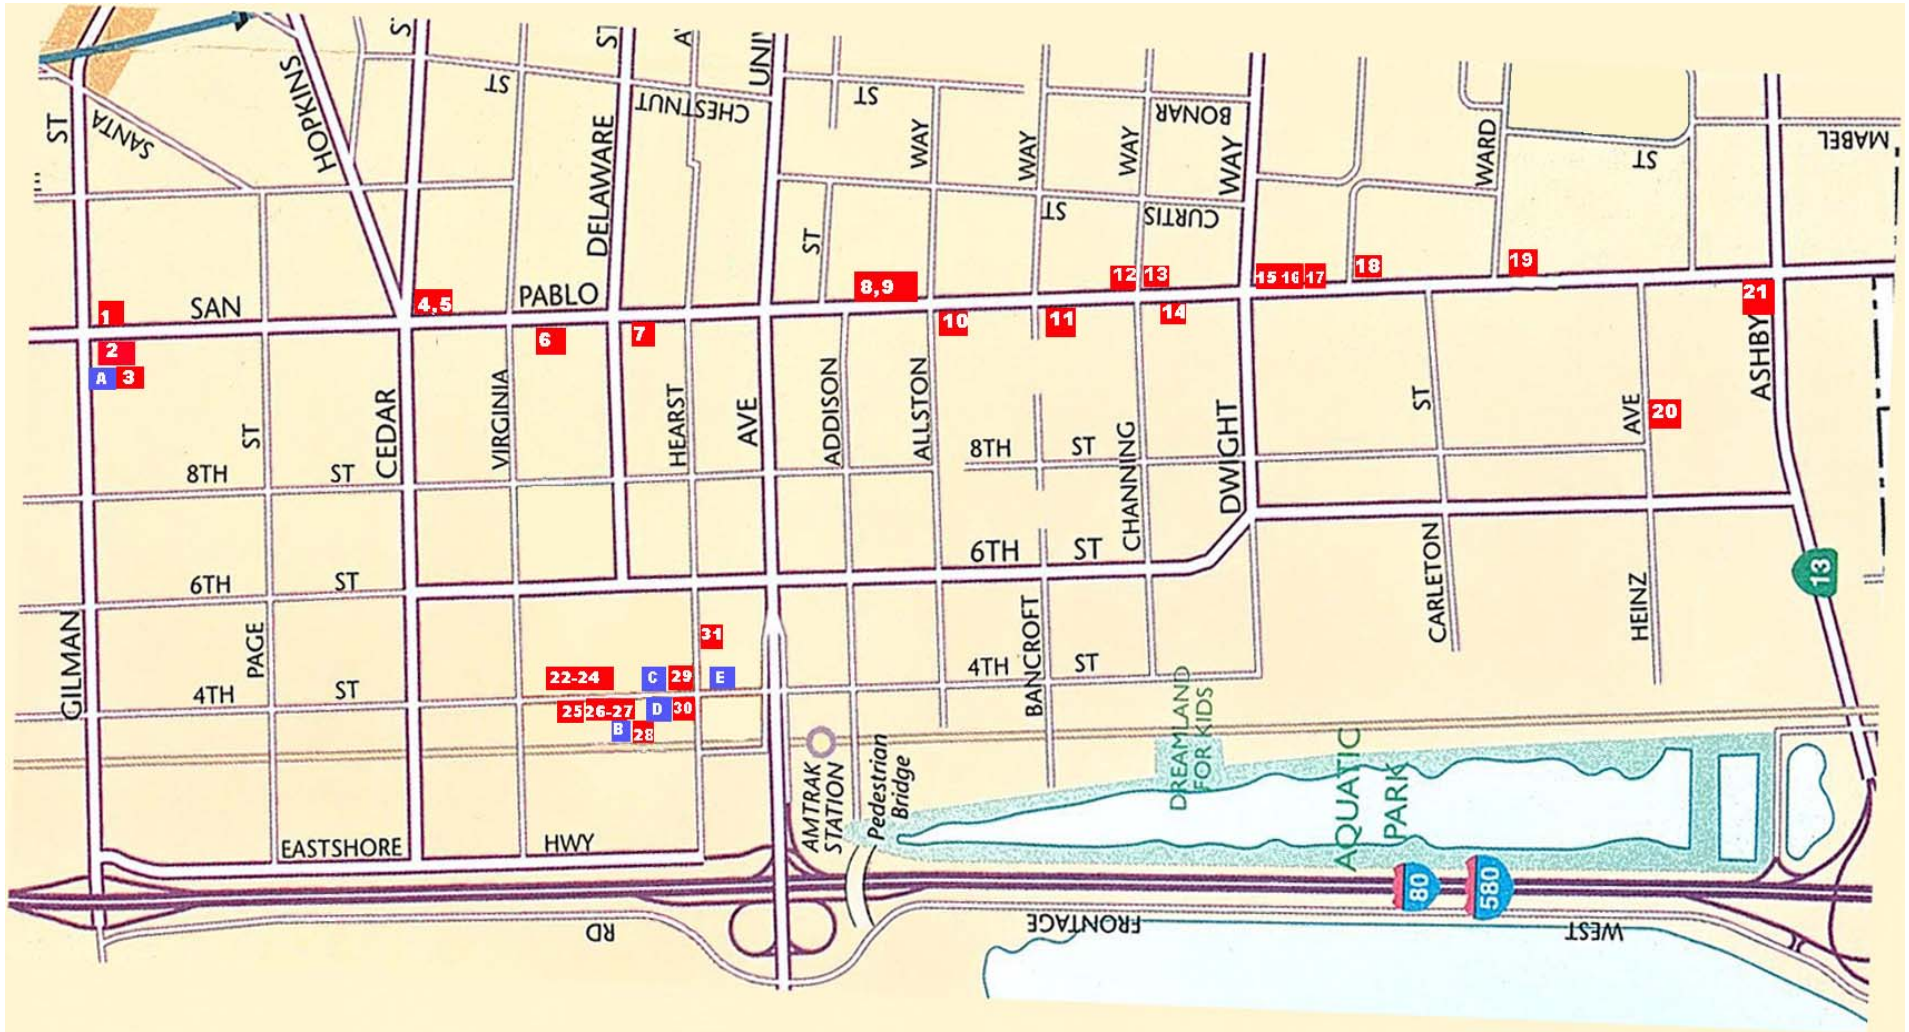 S.
ST
A
UNI
HOPKINS
ST
CHESTNUT
ST
BONAR
MABEL
ST
SANTA
DELAWARE
WAY
WAY
WAY
WAY
WARD
ST
ST
ST
CURTIS
1
SAN
4,5
PABLO
8,9
12
13
15
16
17
18
19
21
2
6
7
10
11
14
A
3
ST
CEDAR
VIRGINIA
HEARST
AVE
ADDISON
ALLSTON
CHANNING
DWIGHT
ST
AVE
20
ASHBY
8TH
ST
8TH
ST
6TH
ST
6TH
ST
CARLETON
HEINZ
13
GILMAN
PAGE
31
BANCROFT
4TH
ST
22-24
C
29
E
4TH
ST
25
26-27
D
30
B
28
AMTRAK
STATION
Pedestrian
Bridge
DREAMLAND
FOR KIDS
AQUATIC
PARK
EASTSHORE
HWY
80
580
RD
FRONTAGE
WEST